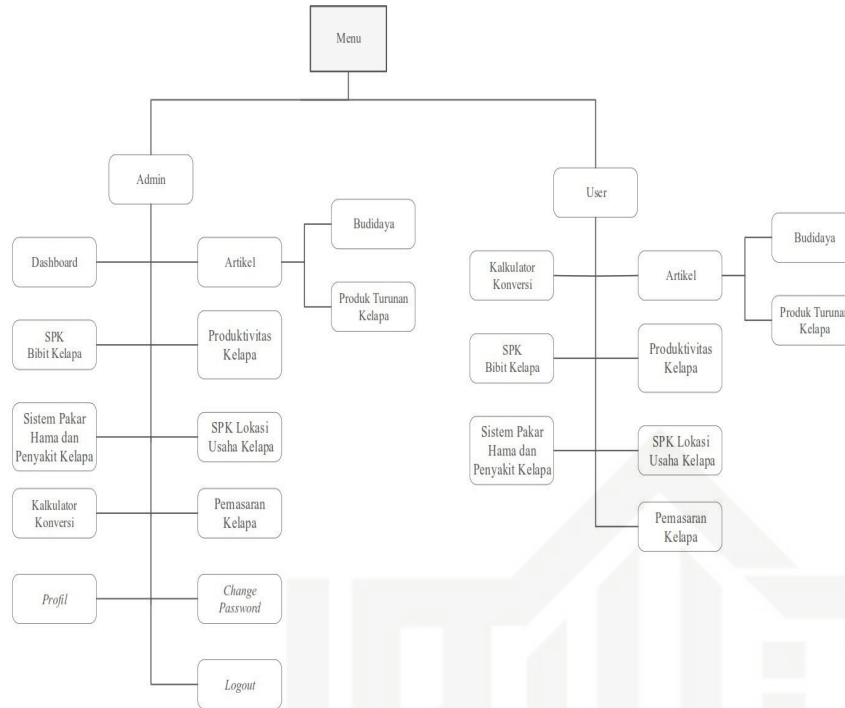 Menu
Admin
Dashboard
Artikel
Budidaya
Produk Turunan
Kelapa
SPK
Bibit Kelapa
Produktivitas
Kelapa
Sistem Pakar
Hama dan
Penyakit Kelapa
SPK Lokasi
Usaha Kelapa
Kalkulator
Konversi
Pemasaran
Kelapa
Profil
Change
Password
Logout
User
Kalkulator
Konversi
Artikel
Budidaya
Produk Turunan
Kelapa
SPK
Bibit Kelapa
Produktivitas
Kelapa
Sistem Pakar
Hama dan
Penyakit Kelapa
SPK Lokasi
Usaha Kelapa
Pemasaran
Kelapa